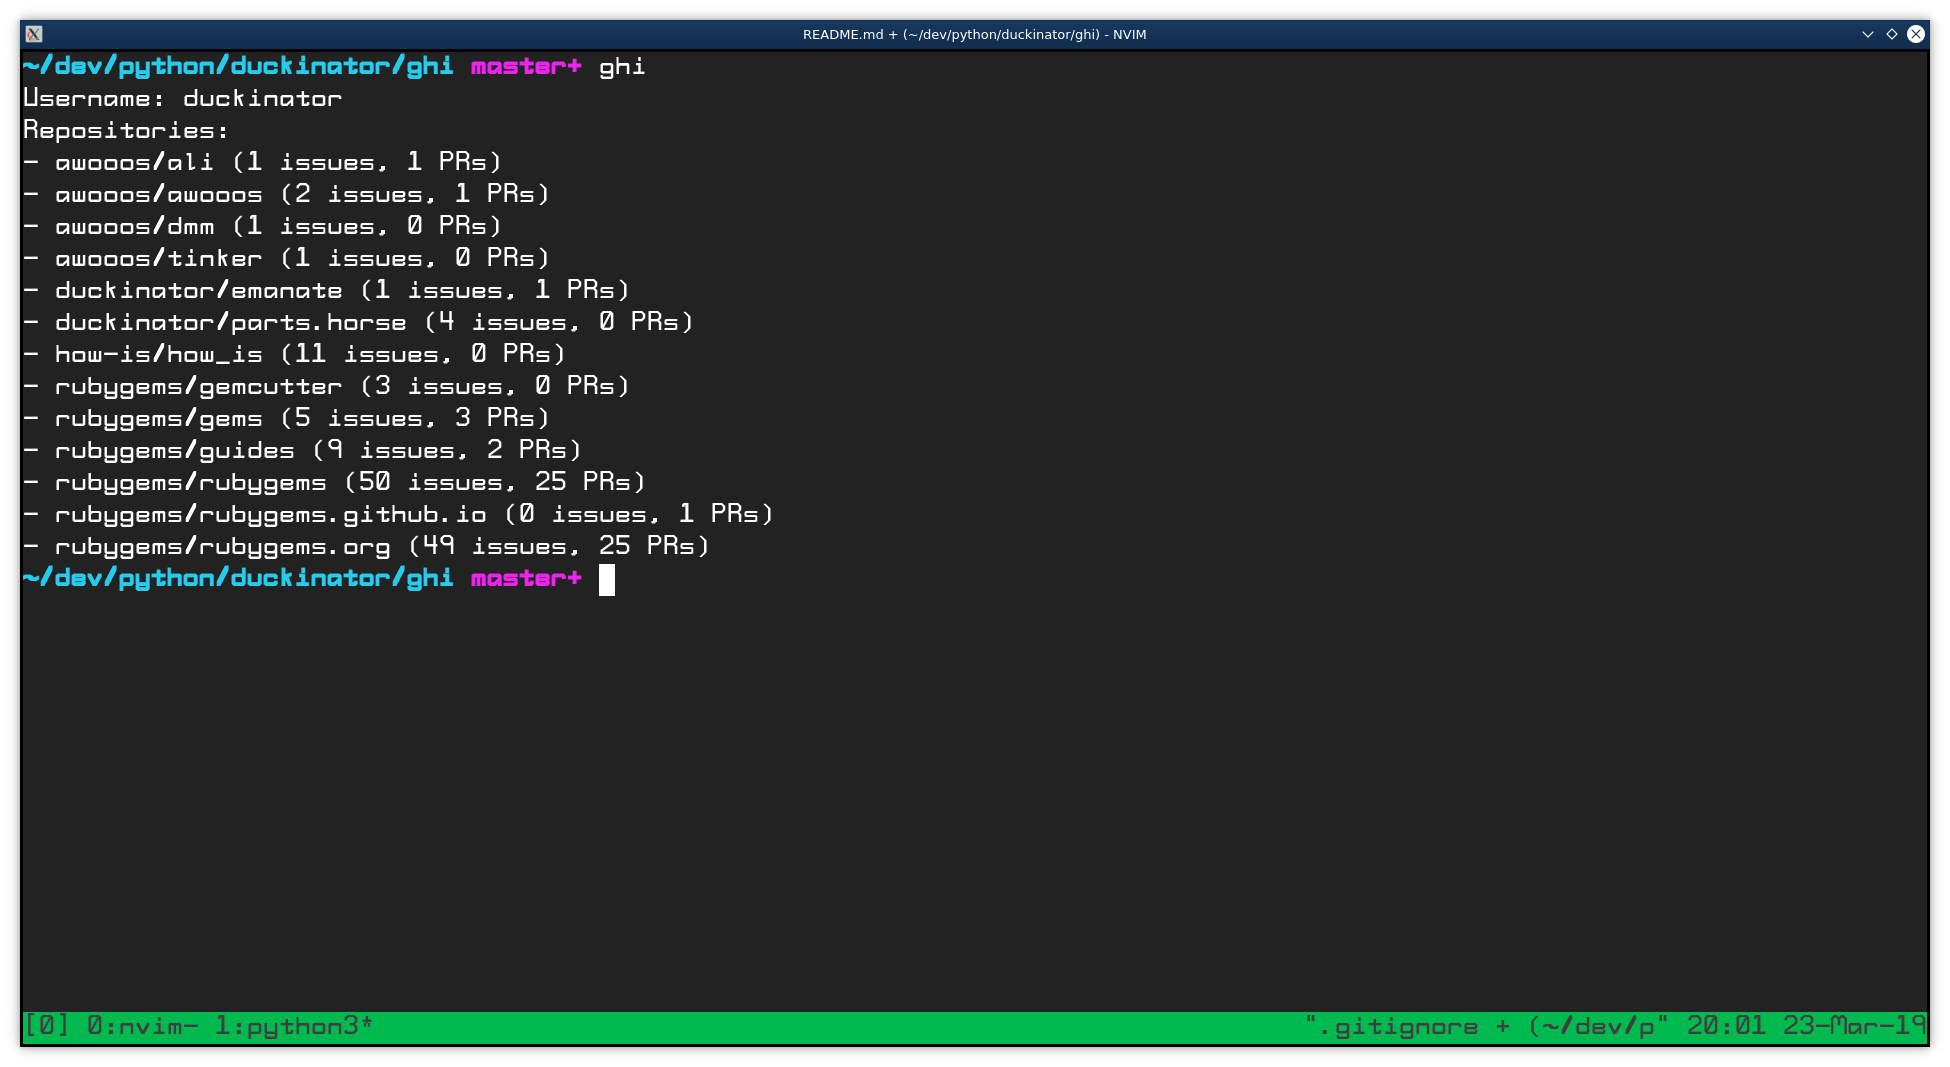 README.md + (~/dev/python/duckinator/ghi) - NVIM
~/dev/python/duckinator/ghi master+ ghi
Username: duckinator
Repositories:
- awooos/ali (1 issues, 1 PRs)
- awooos/awooos (2 issues, 1 PRs)
- awooos/dmm (1 issues, 0 PRs)
- awooos/tinker (1 issues, 0 PRs)
- duckinator/emanate (1 issues, 1 PRs)
- duckinator/parts.horse (4 issues, 0 PRs)
- how-is/how_is (11 issues, 0 PRs)
- rubygems/gemcutter (3 issues, 0 PRs)
- rubygems/gems (5 issues, 3 PRs)
- rubygems/guides (9 issues, 2 PRs)
- rubygems/rubygems (50 issues, 25 PRs)
- rubygems/rubygems.github.io (0 issues, 1 PRs)
- rubygems/rubygems.org (49 issues, 25 PRs)
~/dev/python/duckinator/ghi master+
[0] 0:nvim- 1:python3* ".gitignore + (~/dev/p" 20:01 23-Mar-19